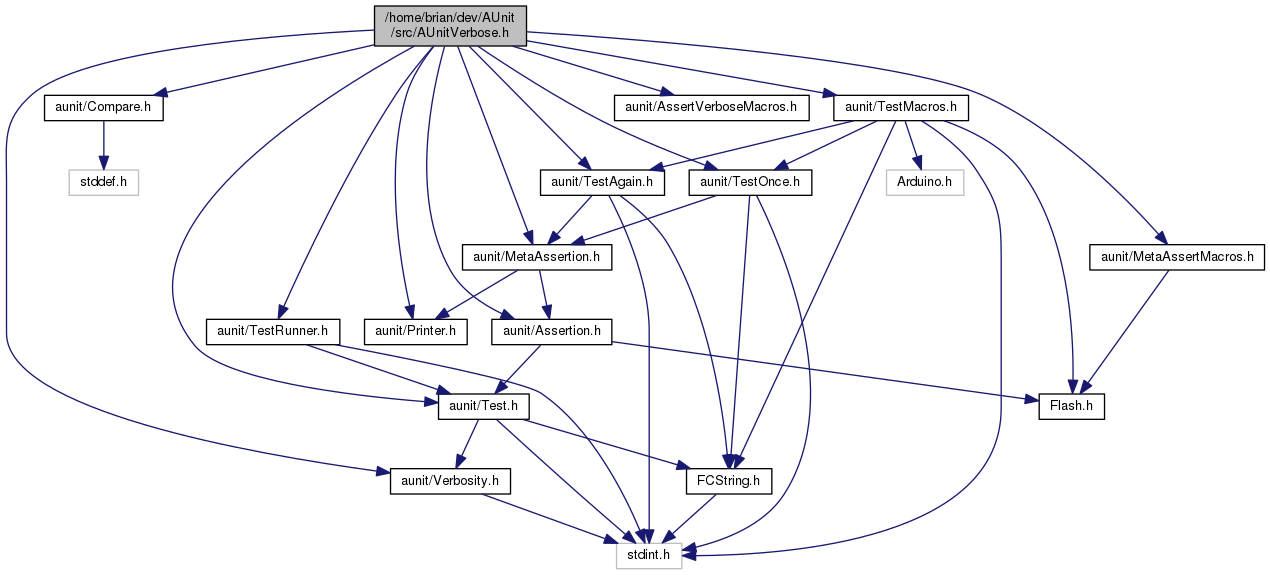 /home/brian/dev/AUnit
/src/AUnitVerbose.h
aunit/Compare.h
aunit/AssertVerboseMacros.h
aunit/TestMacros.h
stddef.h
aunit/TestAgain.h
aunit/TestOnce.h
Arduino.h
aunit/MetaAssertion.h
aunit/MetaAssertMacros.h
aunit/TestRunner.h
aunit/Printer.h
aunit/Assertion.h
aunit/Test.h
Flash.h
aunit/Verbosity.h
FCString.h
stdint.h